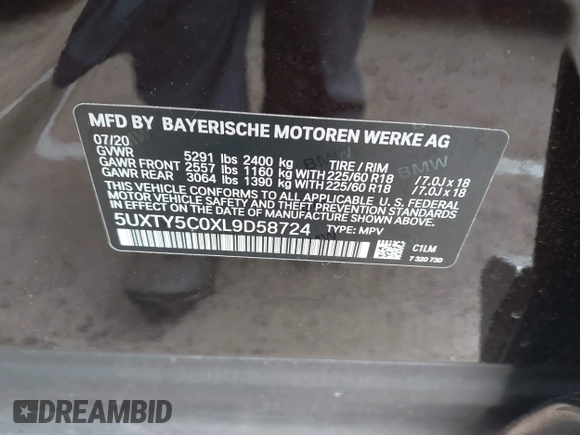 MFD BY BAYERISCHE MOTOREN WERKE AG
07/20
GVWR 5291 lbs 2400 kg TIRE / RIM
GAWR FRONT 2557 lbs 1160 kg WITH 225/60 R18 /7.0J x 18
GAWR REAR 3064 lbs 1390 kg WITH 225/60 R18 /7.0J x 18
THIS VEHICLE CONFORMS TO ALL APPLICABLE U.S. FEDERAL
MOTOR VEHICLE SAFETY AND THEFT PREVENTION STANDARDS
IN EFFECT ON THE DATE OF MANUFACTURE SHOWN ABOVE.
5UXTY5C0XL9D58724 TYPE: MPV
C1LM
7 320 730
BMW
BMW
DREAMBID